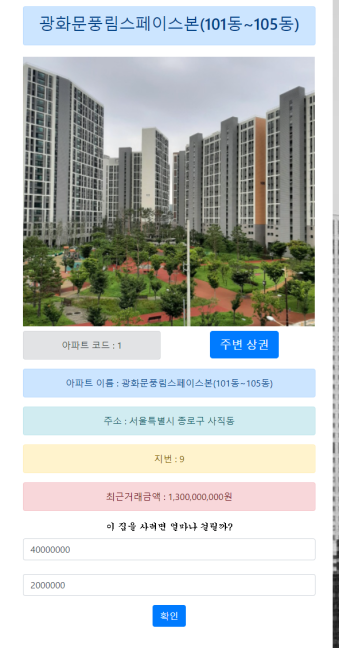 광화문풍림스페이스본(101동~105동)
아파트 코드 : 1
주변 상권
아파트 이름 : 광화문풍림스페이스본(101동~105동)
주소 : 서울특별시 종로구 사직동
지번 : 9
최근거래금액 : 1,300,000,000원
이 집을 사려면 얼마나 걸릴까?
40000000
2000000
확인